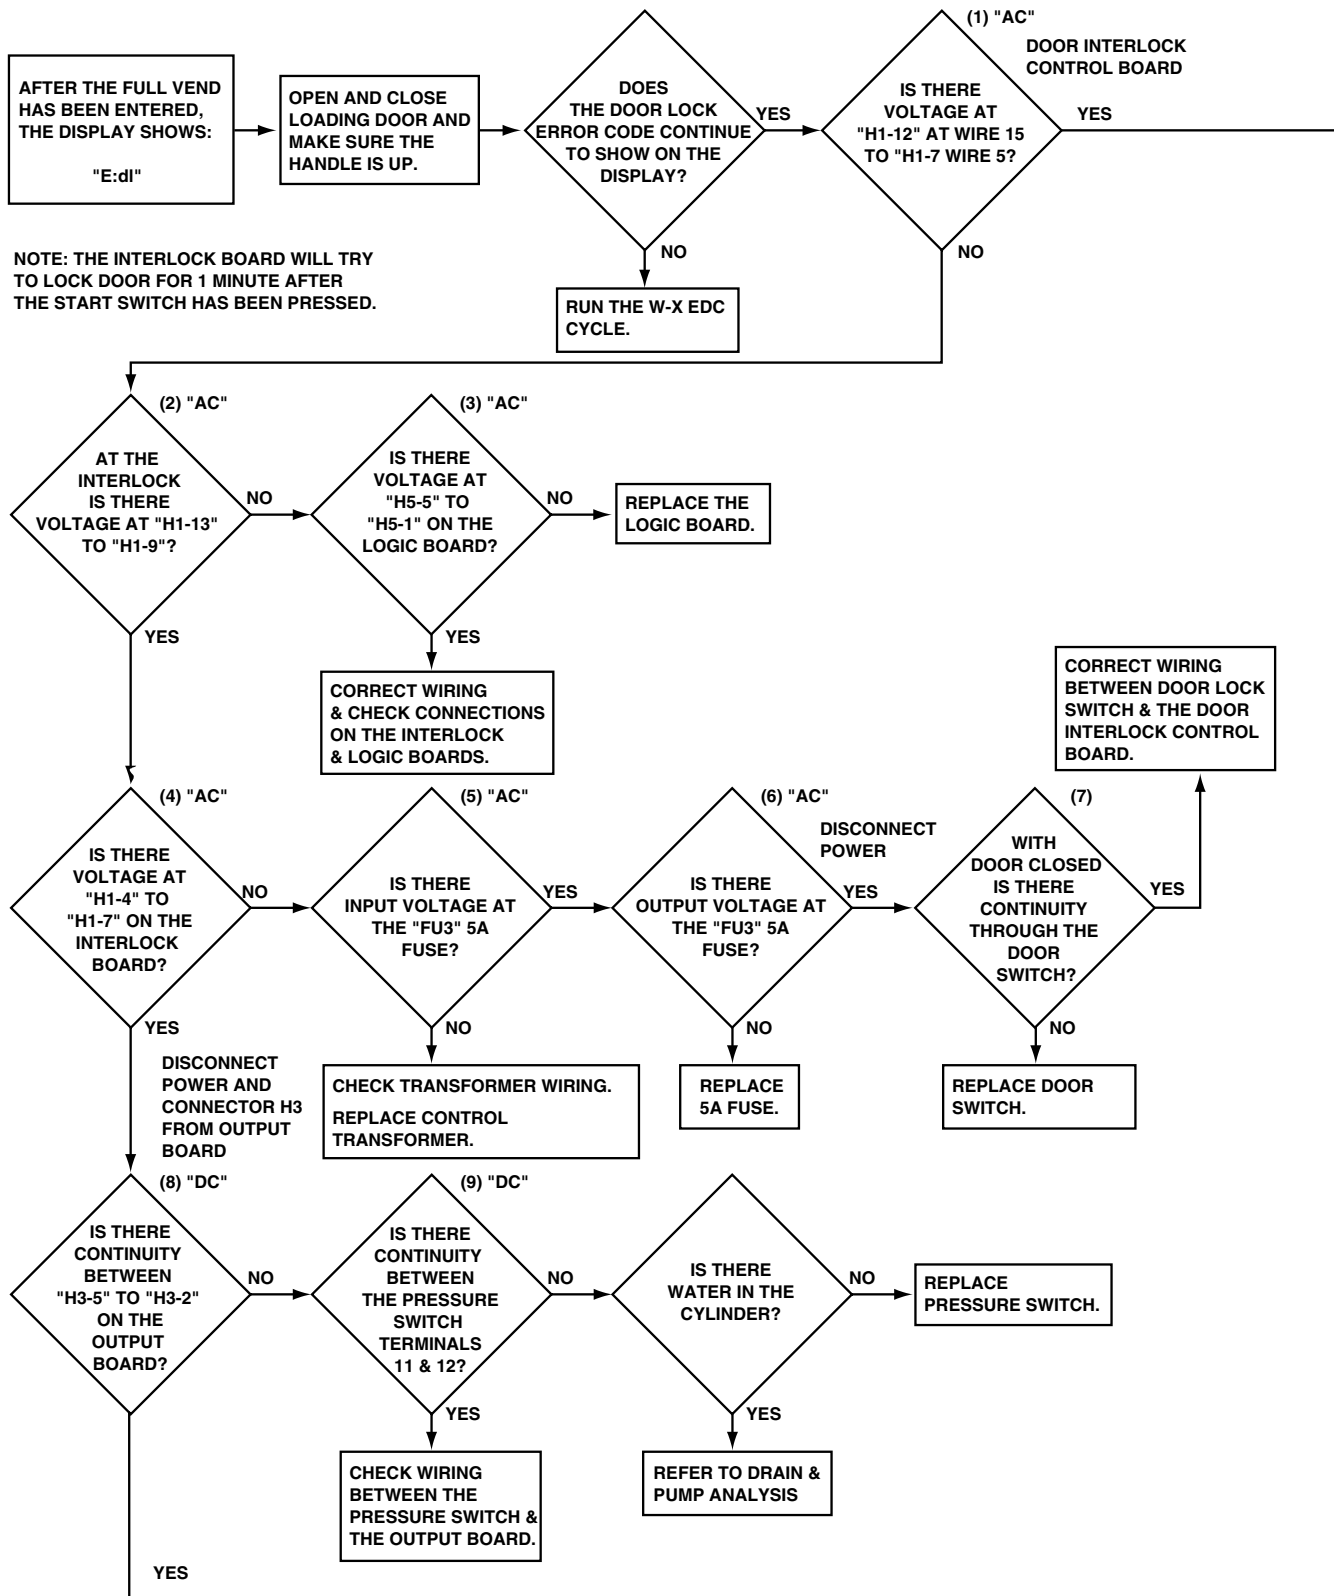 AFTER THE FULL VEND
HAS BEEN ENTERED,
THE DISPLAY SHOWS:
"E:dI"
OPEN AND CLOSE
LOADING DOOR AND
MAKE SURE THE
HANDLE IS UP.
DOES
THE DOOR LOCK
ERROR CODE CONTINUE
TO SHOW ON THE
DISPLAY?
YES
NO
RUN THE W-X EDC
CYCLE.
(1) "AC"
DOOR INTERLOCK
CONTROL BOARD
IS THERE
VOLTAGE AT
"H1-12" AT WIRE 15
TO "H1-7 WIRE 5?
YES
NO
NOTE: THE INTERLOCK BOARD WILL TRY
TO LOCK DOOR FOR 1 MINUTE AFTER
THE START SWITCH HAS BEEN PRESSED.
(2) "AC"
AT THE
INTERLOCK
IS THERE
VOLTAGE AT "H1-13"
TO "H1-9"?
NO
YES
(3) "AC"
IS THERE
VOLTAGE AT
"H5-5" TO
"H5-1" ON THE
LOGIC BOARD?
NO
REPLACE THE
LOGIC BOARD.
YES
CORRECT WIRING
& CHECK CONNECTIONS
ON THE INTERLOCK
& LOGIC BOARDS.
CORRECT WIRING
BETWEEN DOOR LOCK
SWITCH & THE DOOR
INTERLOCK CONTROL
BOARD.
(4) "AC"
IS THERE
VOLTAGE AT
"H1-4" TO
"H1-7" ON THE
INTERLOCK
BOARD?
NO
YES
(5) "AC"
IS THERE
INPUT VOLTAGE AT
THE "FU3" 5A
FUSE?
YES
NO
CHECK TRANSFORMER WIRING.
REPLACE CONTROL
TRANSFORMER.
(6) "AC"
IS THERE
OUTPUT VOLTAGE AT
THE "FU3" 5A
FUSE?
DISCONNECT
POWER
YES
NO
REPLACE
5A FUSE.
(7)
WITH
DOOR CLOSED
IS THERE
CONTINUITY
THROUGH THE
DOOR
SWITCH?
YES
NO
REPLACE DOOR
SWITCH.
DISCONNECT
POWER AND
CONNECTOR H3
FROM OUTPUT
BOARD
(8) "DC"
IS THERE
CONTINUITY
BETWEEN
"H3-5" TO "H3-2"
ON THE
OUTPUT
BOARD?
NO
(9) "DC"
IS THERE
CONTINUITY
BETWEEN
THE PRESSURE
SWITCH
TERMINALS
11 & 12?
NO
YES
CHECK WIRING
BETWEEN THE
PRESSURE SWITCH &
THE OUTPUT BOARD.
IS THERE
WATER IN THE
CYLINDER?
NO
REPLACE
PRESSURE SWITCH.
YES
REFER TO DRAIN &
PUMP ANALYSIS
YES